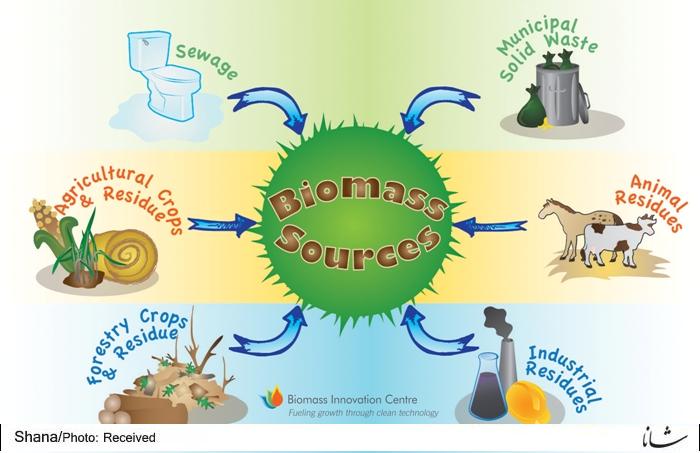 Sewage
Municipal
Solid Waste
Agricultural Crops
& Residue
Biomass
Sources
Animal
Residues
Forestry Crops
& Residue
Industrial
Residues
Biomass Innovation Centre
Fueling growth through clean technology
Shana/Photo: Received
شانا